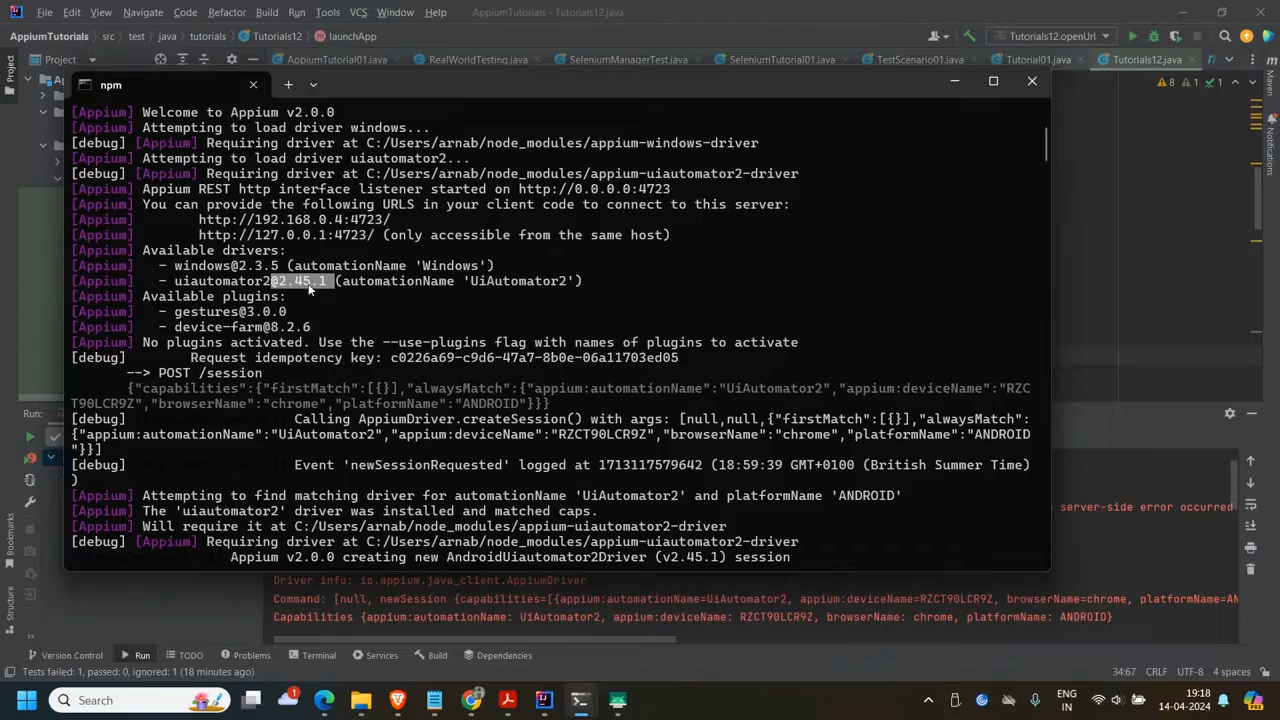 File Edit View Navigate Code Refactor Build Run Tools VCS Window Help AppiumTutorials - Tutorials12.java
AppiumTutorials src test java tutorials Tutorials12 launchApp Tutorials12.openUrl
Project AppiumTutorial01.java RealWorldTesting.java SeleniumManagerTest.java SeleniumTutorial01.java TestScenario01.java Tutorial01.java Tutorials12.java
8 1 1
npm
[Appium] Welcome to Appium v2.0.0
[Appium] Attempting to load driver windows...
[debug] [Appium] Requiring driver at C:/Users/arnab/node_modules/appium-windows-driver
[Appium] Attempting to load driver uiautomator2...
[debug] [Appium] Requiring driver at C:/Users/arnab/node_modules/appium-uiautomator2-driver
[Appium] Appium REST http interface listener started on http://0.0.0.0:4723
[Appium] You can provide the following URLS in your client code to connect to this server:
[Appium] http://192.168.0.4:4723/
[Appium] http://127.0.0.1:4723/ (only accessible from the same host)
[Appium] Available drivers:
[Appium] - windows@2.3.5 (automationName 'Windows')
[Appium] - uiautomator2@2.45.1 (automationName 'UiAutomator2')
[Appium] Available plugins:
[Appium] - gestures@3.0.0
[Appium] - device-farm@8.2.6
[Appium] No plugins activated. Use the --use-plugins flag with names of plugins to activate
[debug] Request idempotency key: c0226a69-c9d6-47a7-8b0e-06a11703ed05
--> POST /session
{"capabilities":{"firstMatch":[{}],"alwaysMatch":{"appium:automationName":"UiAutomator2","appium:deviceName":"RZC
T90LCR9Z","browserName":"chrome","platformName":"ANDROID"}}}
[debug] Calling AppiumDriver.createSession() with args: [null,null,{"firstMatch":[{}],"alwaysMatch":
{"appium:automationName":"UiAutomator2","appium:deviceName":"RZCT90LCR9Z","browserName":"chrome","platformName":"ANDROID
"}}]
[debug] Event 'newSessionRequested' logged at 1713117579642 (18:59:39 GMT+0100 (British Summer Time)
)
[Appium] Attempting to find matching driver for automationName 'UiAutomator2' and platformName 'ANDROID'
[Appium] The 'uiautomator2' driver was installed and matched caps.
[Appium] Will require it at C:/Users/arnab/node_modules/appium-uiautomator2-driver
[debug] [Appium] Requiring driver at C:/Users/arnab/node_modules/appium-uiautomator2-driver
Appium v2.0.0 creating new AndroidUiautomator2Driver (v2.45.1) session
Project
Bookmarks
Structure
Maven
Notifications
Run:
server-side error occurred
Driver info: io.appium.java_client.AppiumDriver
Command: [null, newSession {capabilities=[{appium:automationName=UiAutomator2, appium:deviceName=RZCT90LCR9Z, browserName=chrome, platformName=AN
Capabilities {appium:automationName: UiAutomator2, appium:deviceName: RZCT90LCR9Z, browserName: chrome, platformName: ANDROID}
Version Control Run TODO Problems Terminal Services Build Dependencies
Tests failed: 1, passed: 0, ignored: 1 (18 minutes ago) 34:67 CRLF UTF-8 4 spaces
Search 1 ENG IN 19:18 14-04-2024